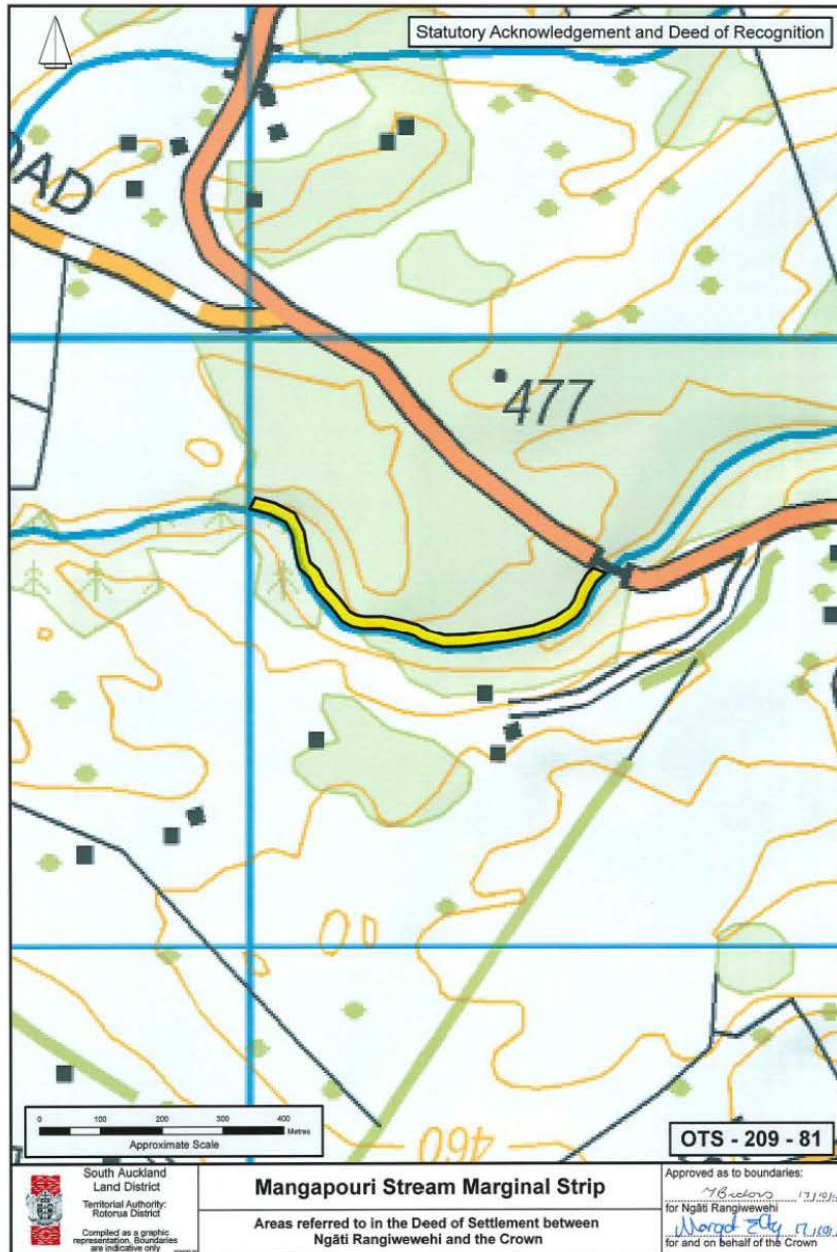 Statutory Acknowledgement and Deed of Recognition
OAD
477
460
0 100 200 300 400 Metres
Approximate Scale
OTS - 209 - 81
South Auckland
Land District
Territorial Authority:
Rotorua District
Compiled as a graphic
representation. Boundaries
are indicative only
Mangapouri Stream Marginal Strip
Areas referred to in the Deed of Settlement between
Ngāti Rangiwewehi and the Crown
Approved as to boundaries:
for Ngāti Rangiwewehi
Margot
for and on behalf of the Crown